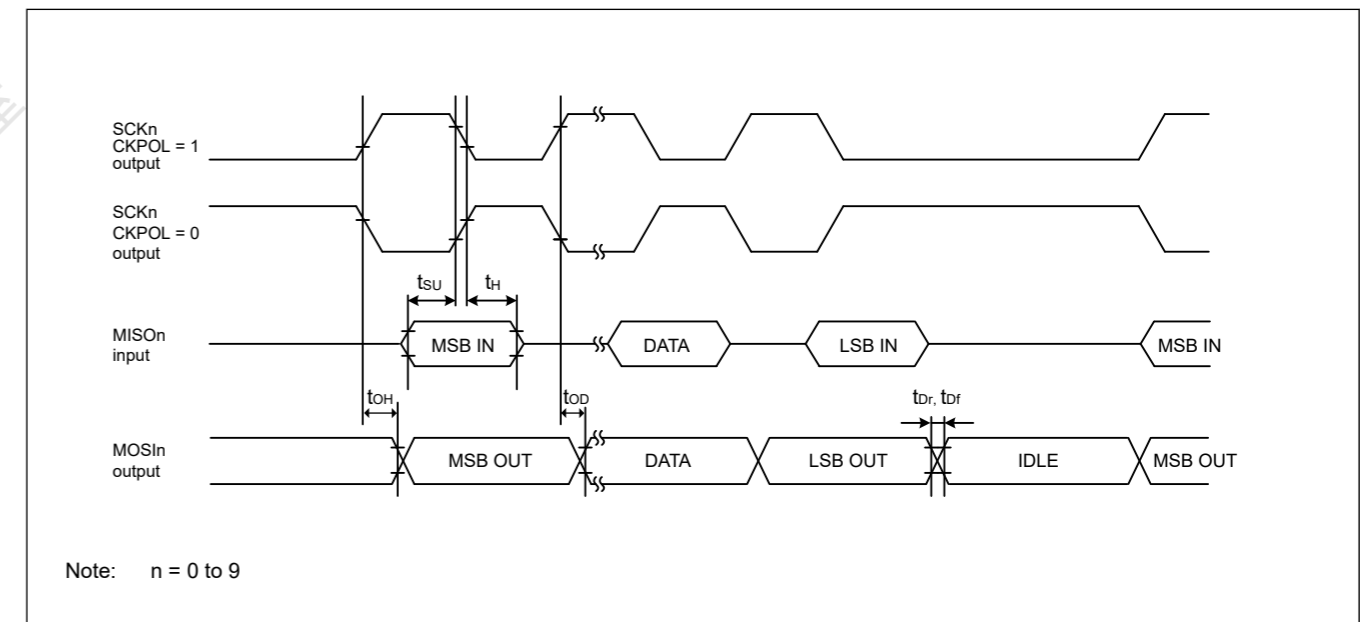 SCKn
CKPOL = 1
output
SCKn
CKPOL = 0
output
tSU
tH
MISOn
input
MSB IN
DATA
LSB IN
MSB IN
tOH
tOD
tDr, tDf
MOSIn
output
MSB OUT
DATA
LSB OUT
IDLE
MSB OUT
Note: n = 0 to 9